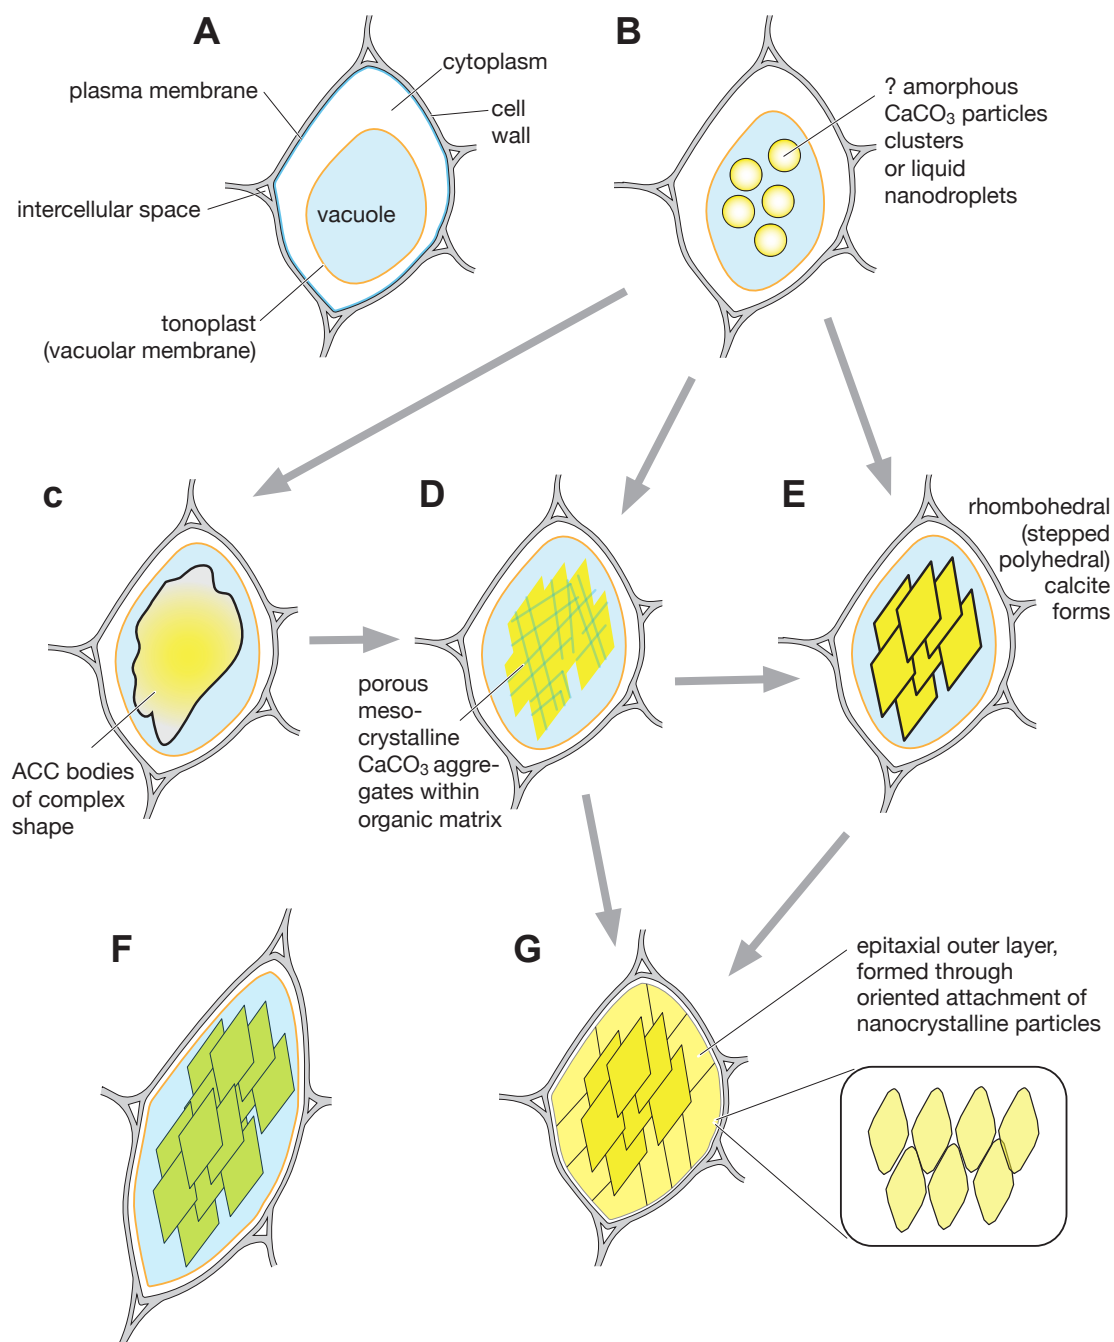 A
cytoplasm
plasma membrane
cell
wall
intercellular space
vacuole
tonoplast
(vacuolar membrane)
B
? amorphous
CaCO₃ particles
clusters
or liquid
nanodroplets
c
ACC bodies
of complex
shape
D
porous
meso-
crystalline
CaCO₃ aggre-
gates within
organic matrix
E
rhombohedral
(stepped
polyhedral)
calcite
forms
F
G
epitaxial outer layer,
formed through
oriented attachment of
nanocrystalline particles